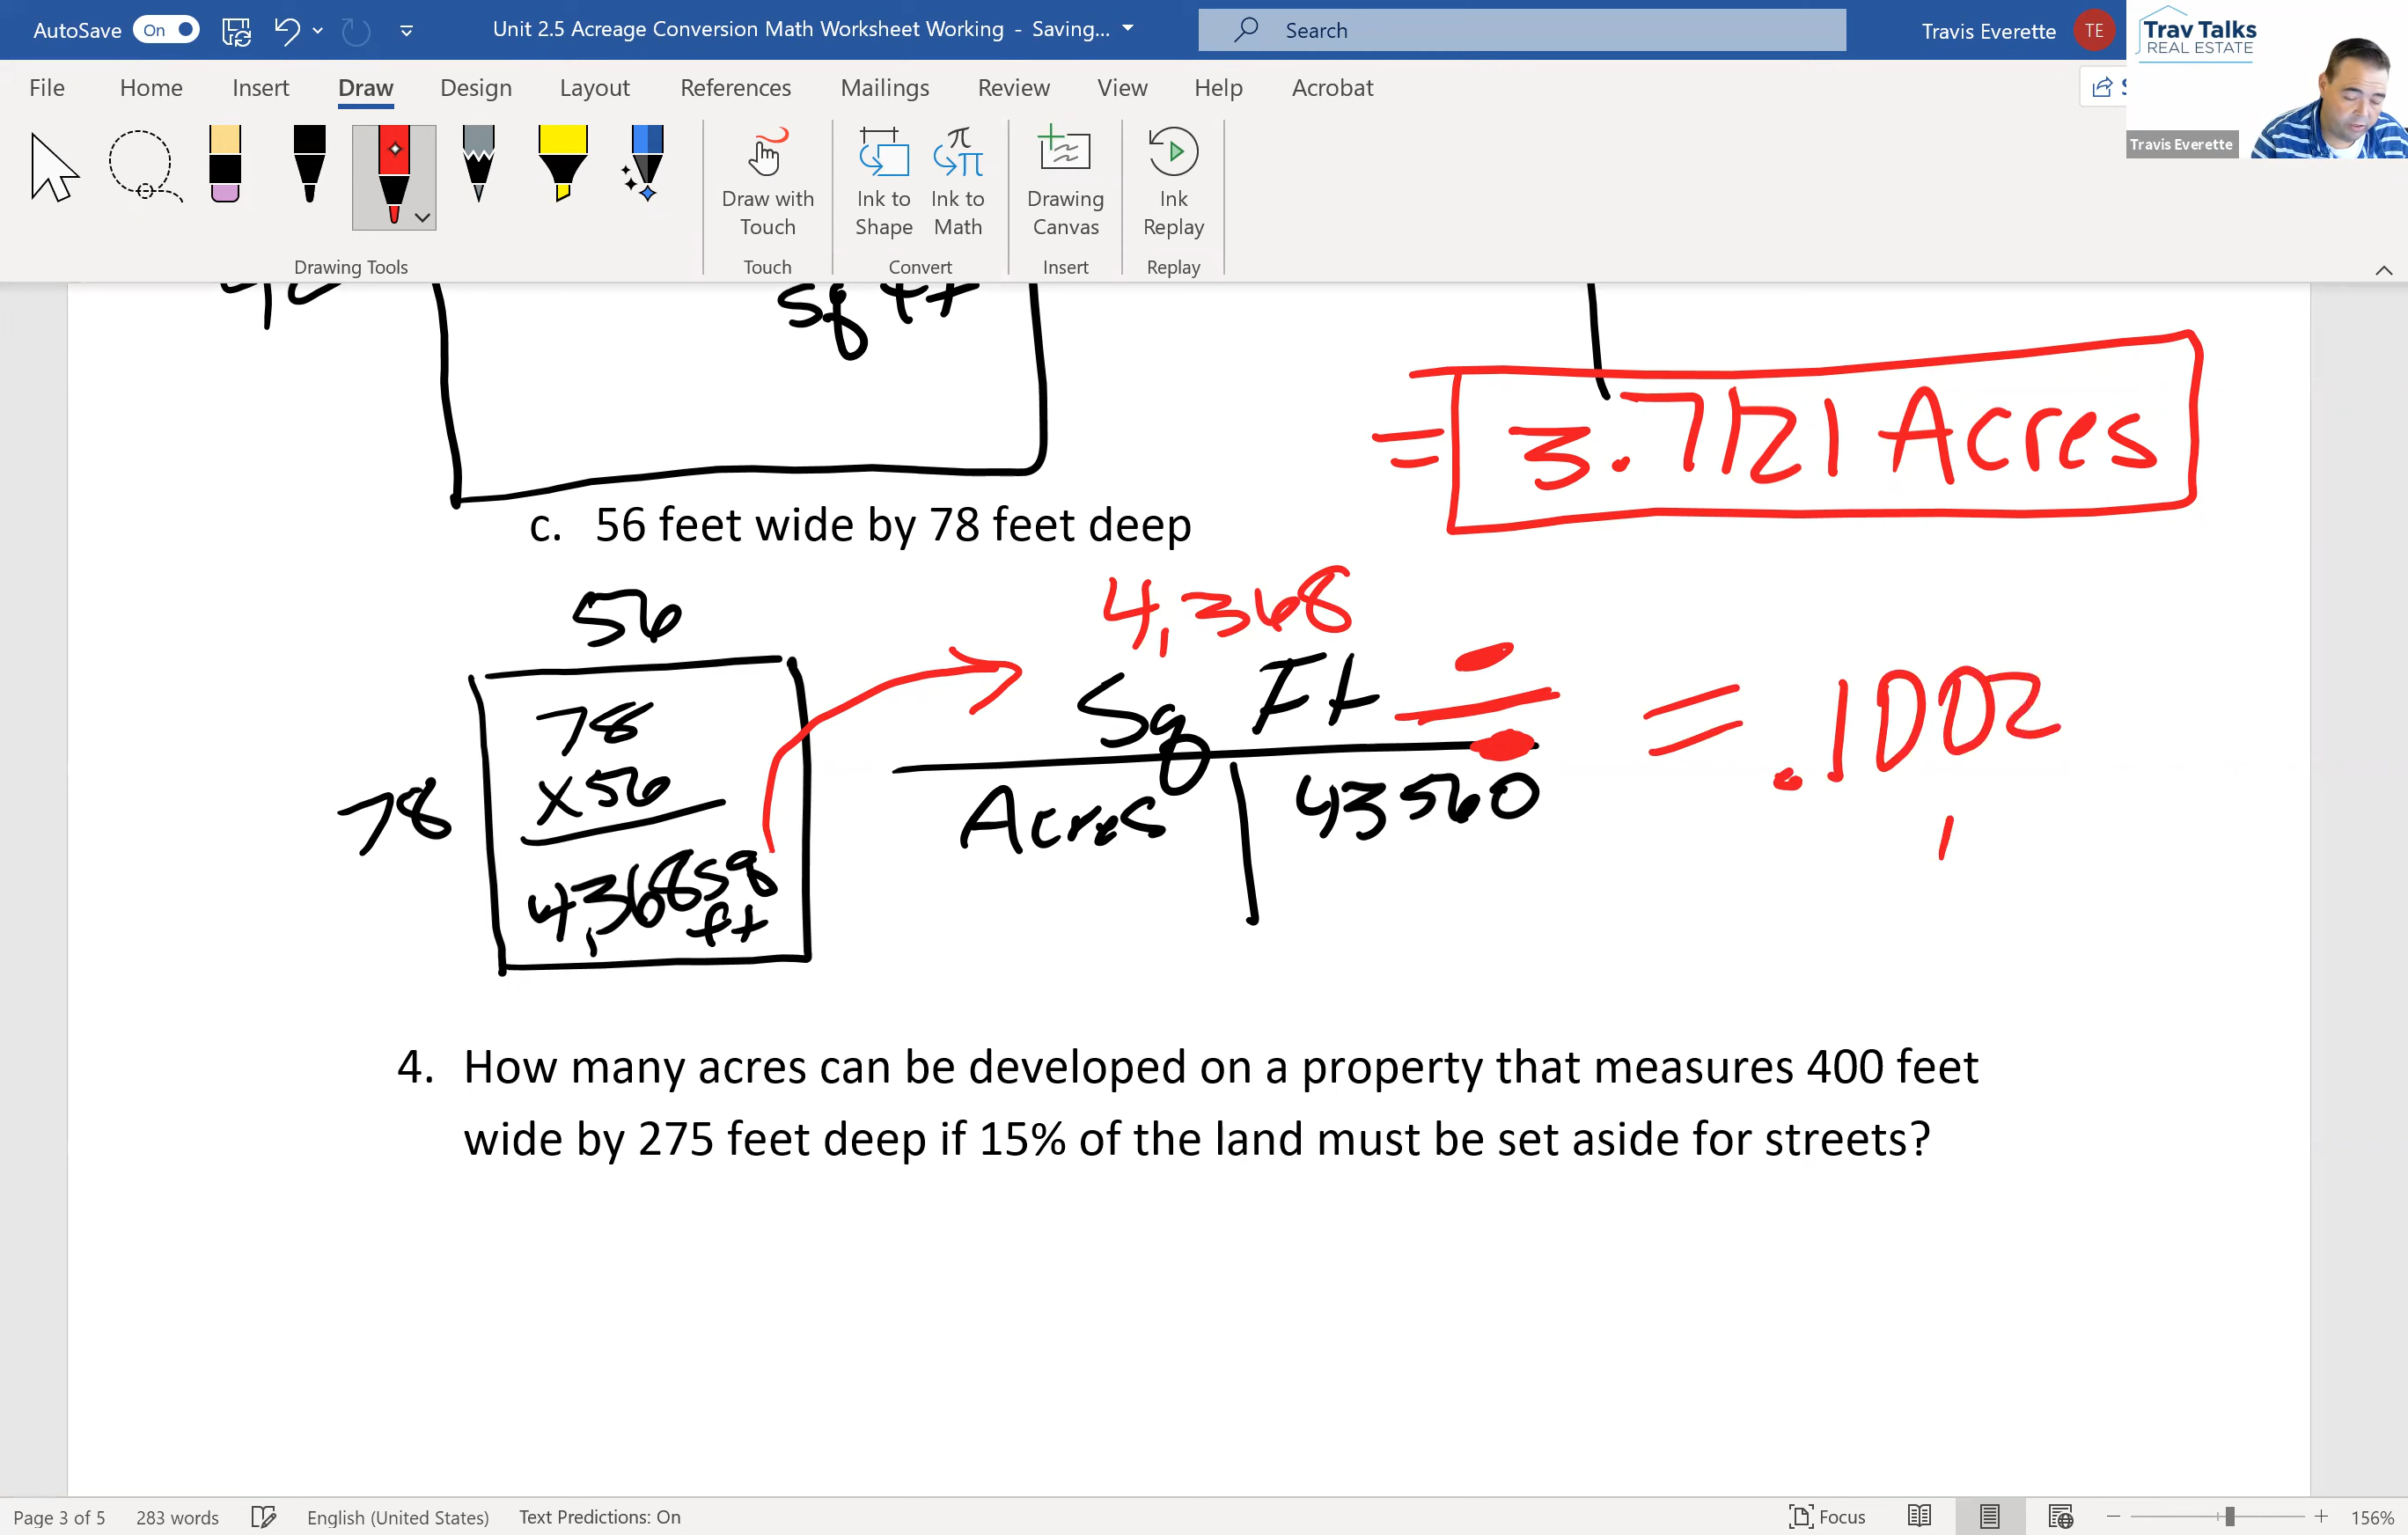 AutoSave On Unit 2.5 Acreage Conversion Math Worksheet Working - Saving... Search Travis Everette TE
Trav Talks
REAL ESTATE
Travis Everette
File Home Insert Draw Design Layout References Mailings Review View Help Acrobat
Draw with Touch
Ink to Shape
Ink to Math
Drawing Canvas
Ink Replay
Drawing Tools Touch Convert Insert Replay
sq ft
= 3.7121 Acres
c. 56 feet wide by 78 feet deep
56
4,368
78
78
x56
4,368 sq ft
Sq Ft ÷ = .1002
Acres 43560
4. How many acres can be developed on a property that measures 400 feet
wide by 275 feet deep if 15% of the land must be set aside for streets?
Page 3 of 5 283 words English (United States) Text Predictions: On Focus 156%